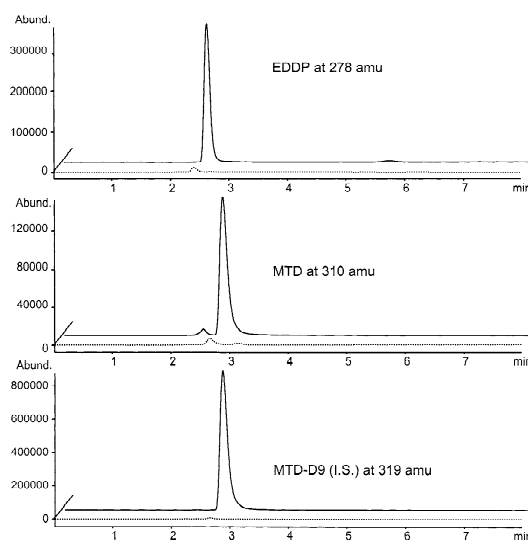 Abund.
300000
EDDP at 278 amu
200000
100000
0
1 2 3 4 5 6 7 min
Abund.
120000
80000
MTD at 310 amu
40000
0
1 2 3 4 5 6 7 min
Abund.
800000
600000
400000
MTD-D9 (I.S.) at 319 amu
200000
0
1 2 3 4 5 6 7 min